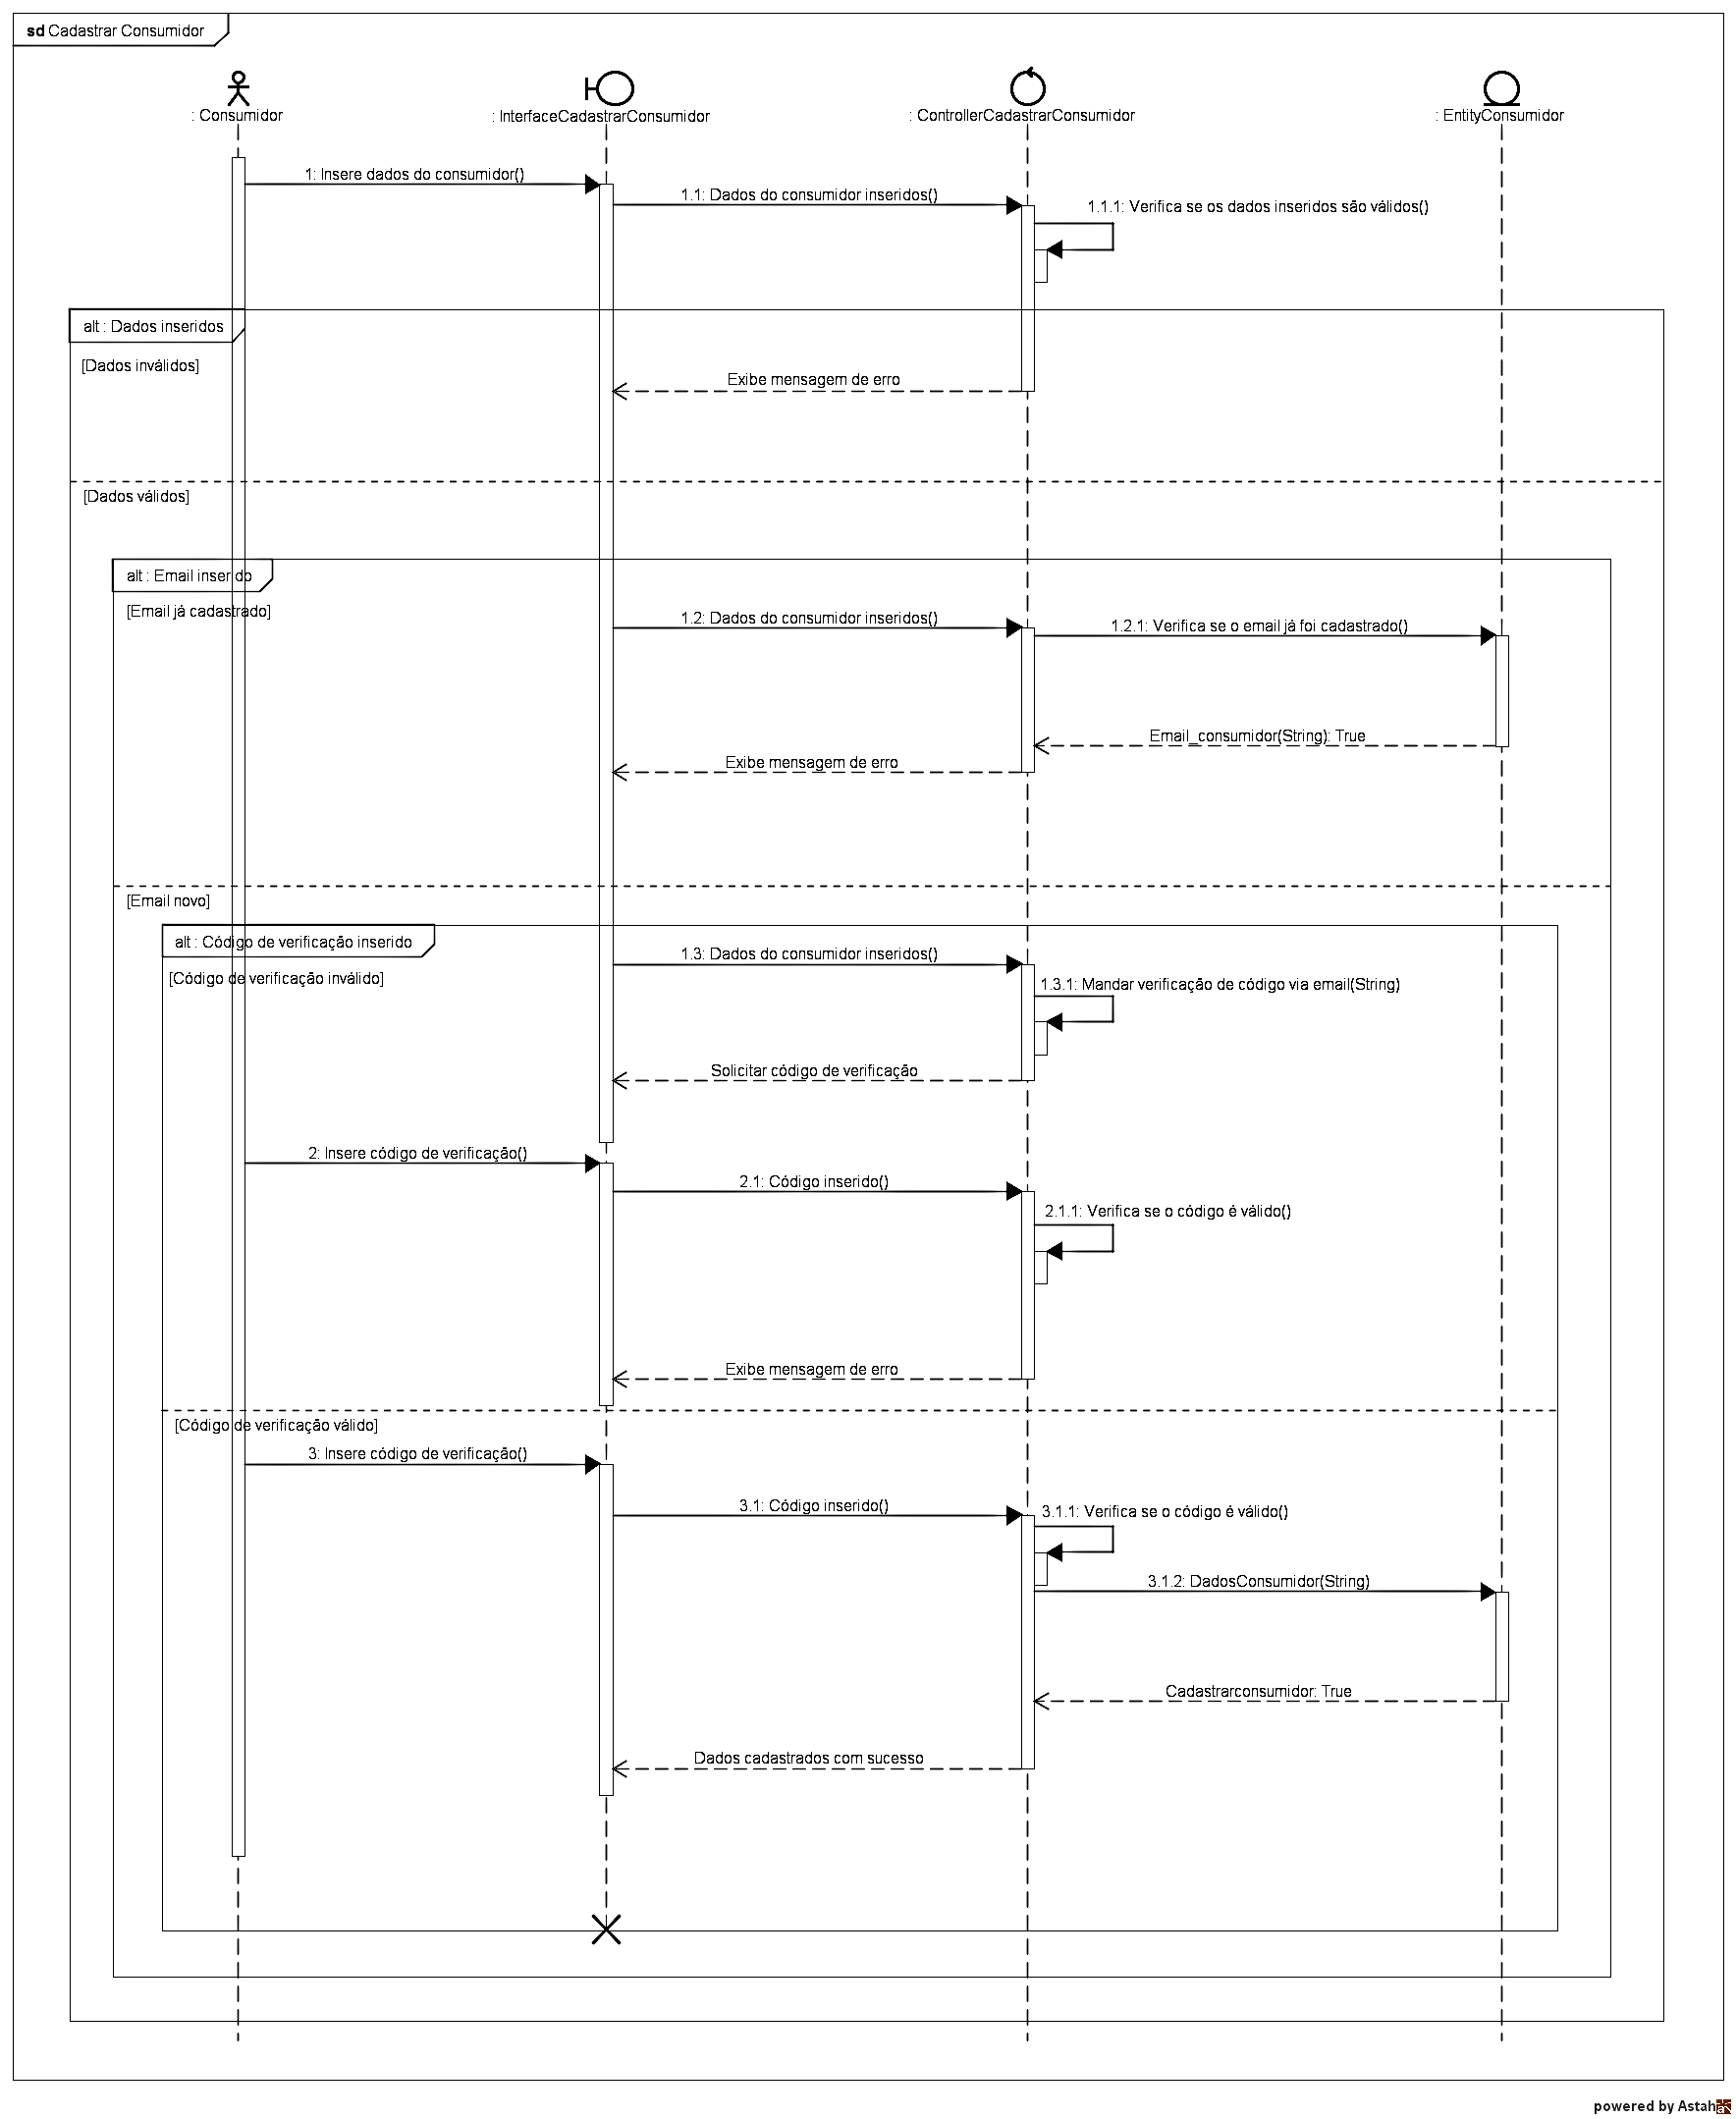 sd Cadastrar Consumidor
: Consumidor
: InterfaceCadastrarConsumidor
: ControllerCadastrarConsumidor
: EntityConsumidor
1: Insere dados do consumidor()
1.1: Dados do consumidor inseridos()
1.1.1: Verifica se os dados inseridos são válidos()
alt : Dados inseridos
[Dados inválidos]
Exibe mensagem de erro
[Dados válidos]
alt : Email inserido
[Email já cadastrado]
1.2: Dados do consumidor inseridos()
1.2.1: Verifica se o email já foi cadastrado()
Email_consumidor(String): True
Exibe mensagem de erro
[Email novo]
alt : Código de verificação inserido
[Código de verificação inválido]
1.3: Dados do consumidor inseridos()
1.3.1: Mandar verificação de código via email(String)
Solicitar código de verificação
2: Insere código de verificação()
2.1: Código inserido()
2.1.1: Verifica se o código é válido()
Exibe mensagem de erro
[Código de verificação válido]
3: Insere código de verificação()
3.1: Código inserido()
3.1.1: Verifica se o código é válido()
3.1.2: DadosConsumidor(String)
Cadastrarconsumidor: True
Dados cadastrados com sucesso
powered by Astah